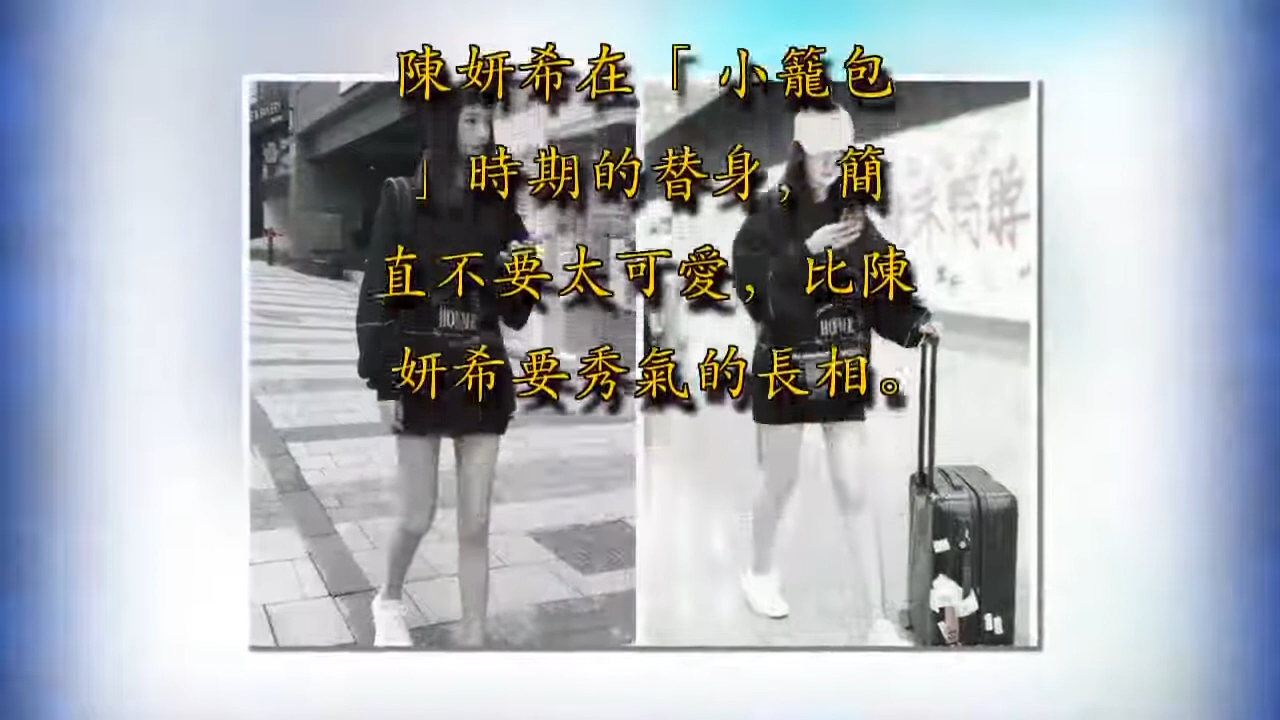 陳妍希在「小籠包
」時期的替身，簡
直不要太可愛，比陳
妍希要秀氣的長相。